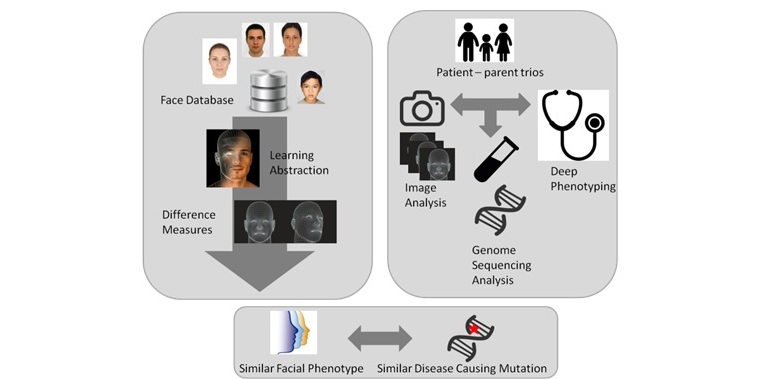 Face Database
Learning
Abstraction
Difference
Measures
Patient – parent trios
Image
Analysis
Deep
Phenotyping
Genome
Sequencing
Analysis
Similar Facial Phenotype
Similar Disease Causing Mutation